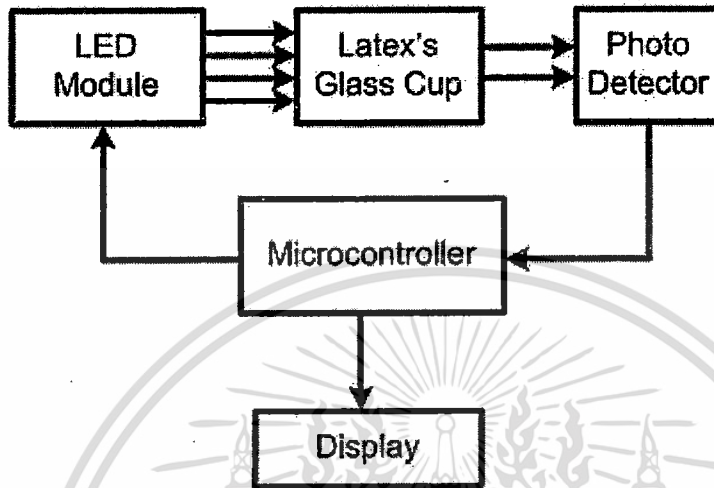 LED
Module
Latex's
Glass Cup
Photo
Detector
Microcontroller
Display